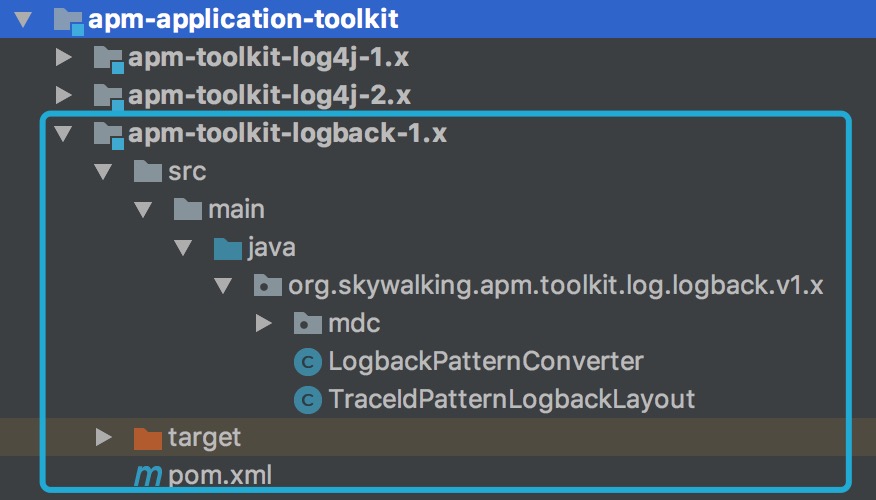 apm-application-toolkit
apm-toolkit-log4j-1.x
apm-toolkit-log4j-2.x
apm-toolkit-logback-1.x
src
main
java
org.skywalking.apm.toolkit.log.logback.v1.x
mdc
C LogbackPatternConverter
C TraceIdPatternLogbackLayout
target
m pom.xml